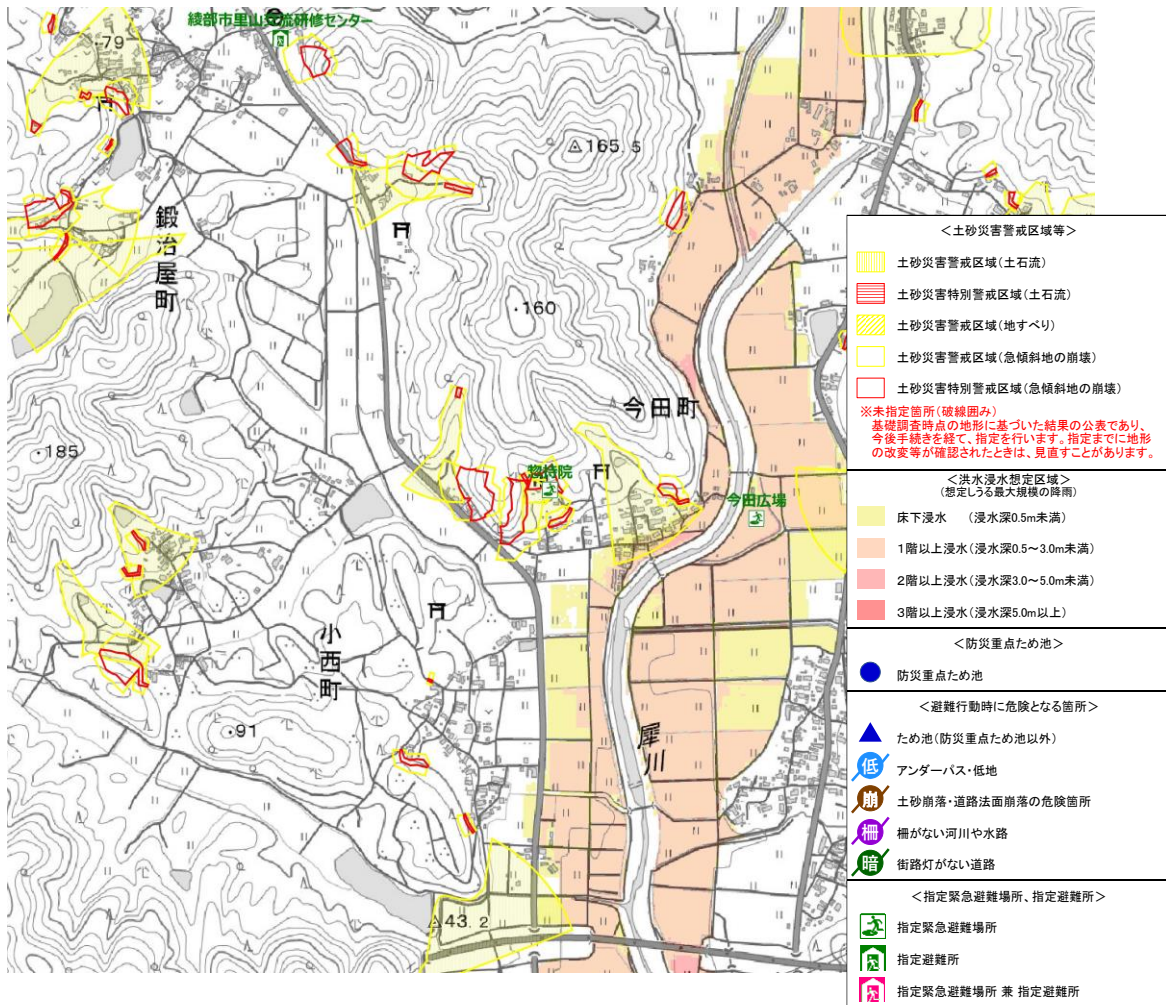 綾部市里山交流研修センター
79
165.5
鍛治屋町
160
今田町
185
惣持院
今田広場
小西町
91
犀川
43.2
<土砂災害警戒区域等>
土砂災害警戒区域(土石流)
土砂災害特別警戒区域(土石流)
土砂災害警戒区域(地すべり)
土砂災害警戒区域(急傾斜地の崩壊)
土砂災害特別警戒区域(急傾斜地の崩壊)
※未指定箇所(破線囲み)
基礎調査時点の地形に基づいた結果の公表であり、
今後手続きを経て、指定を行います。指定までに地形
の改変等が確認されたときは、見直すことがあります。
<洪水浸水想定区域>
(想定しうる最大規模の降雨)
床下浸水 (浸水深0.5m未満)
1階以上浸水(浸水深0.5~3.0m未満)
2階以上浸水(浸水深3.0~5.0m未満)
3階以上浸水(浸水深5.0m以上)
<防災重点ため池>
防災重点ため池
<避難行動時に危険となる箇所>
ため池(防災重点ため池以外)
低 アンダーパス・低地
崩 土砂崩落・道路法面崩落の危険箇所
柵 柵がない河川や水路
暗 街路灯がない道路
<指定緊急避難場所、指定避難所>
指定緊急避難場所
指定避難所
指定緊急避難場所 兼 指定避難所